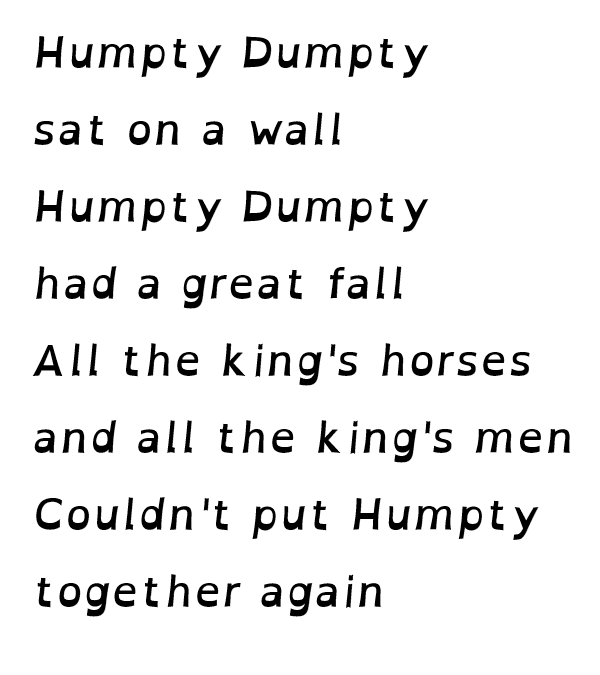 Humpty Dumpty
sat on a wall
Humpty Dumpty
had a great fall
All the king's horses
and all the king's men
Couldn't put Humpty
together again